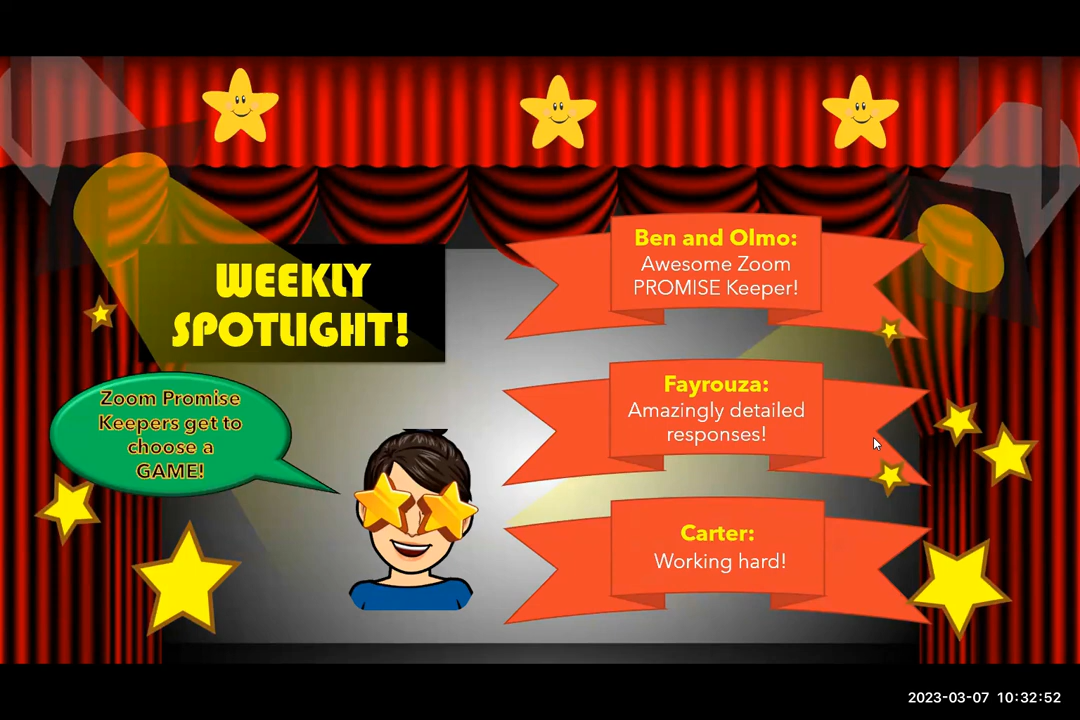 WEEKLY
SPOTLIGHT!
Zoom Promise
Keepers get to
choose a
GAME!
Ben and Olmo:
Awesome Zoom
PROMISE Keeper!
Fayrouza:
Amazingly detailed
responses!
Carter:
Working hard!
2023-03-07 10:32:52